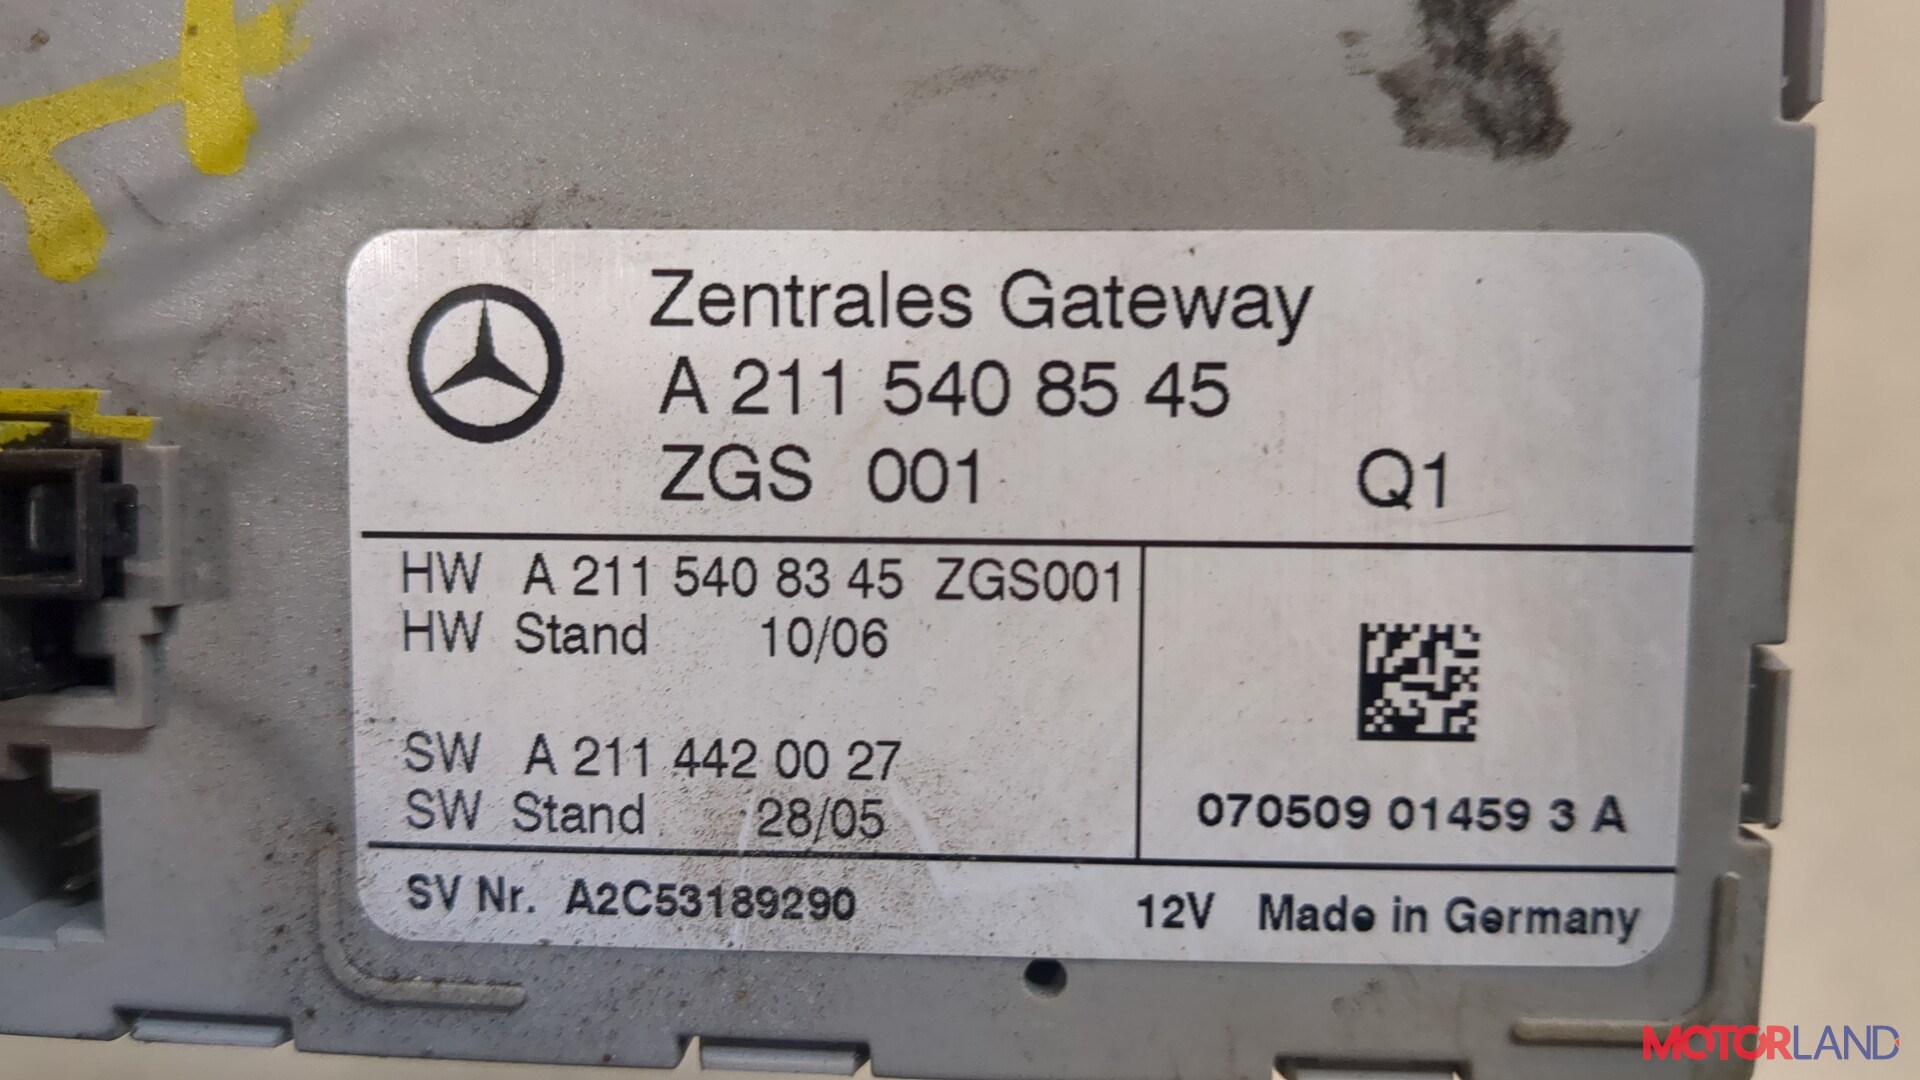 Zentrales Gateway
A 211 540 85 45
ZGS 001 Q1
HW A 211 540 83 45 ZGS001
HW Stand 10/06
SW A 211 442 00 27
SW Stand 28/05
070509 01459 3 A
SV Nr. A2C53189290
12V Made in Germany
MOTORLAND